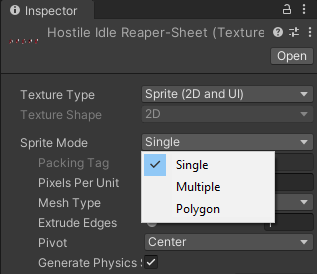 Inspector
Hostile Idle Reaper-Sheet (Texture
Open
Texture Type Sprite (2D and UI)
Texture Shape 2D
Sprite Mode Single
Single
Packing Tag
Multiple
Pixels Per Unit
Polygon
Mesh Type
Extrude Edges
Pivot Center
Generate Physics